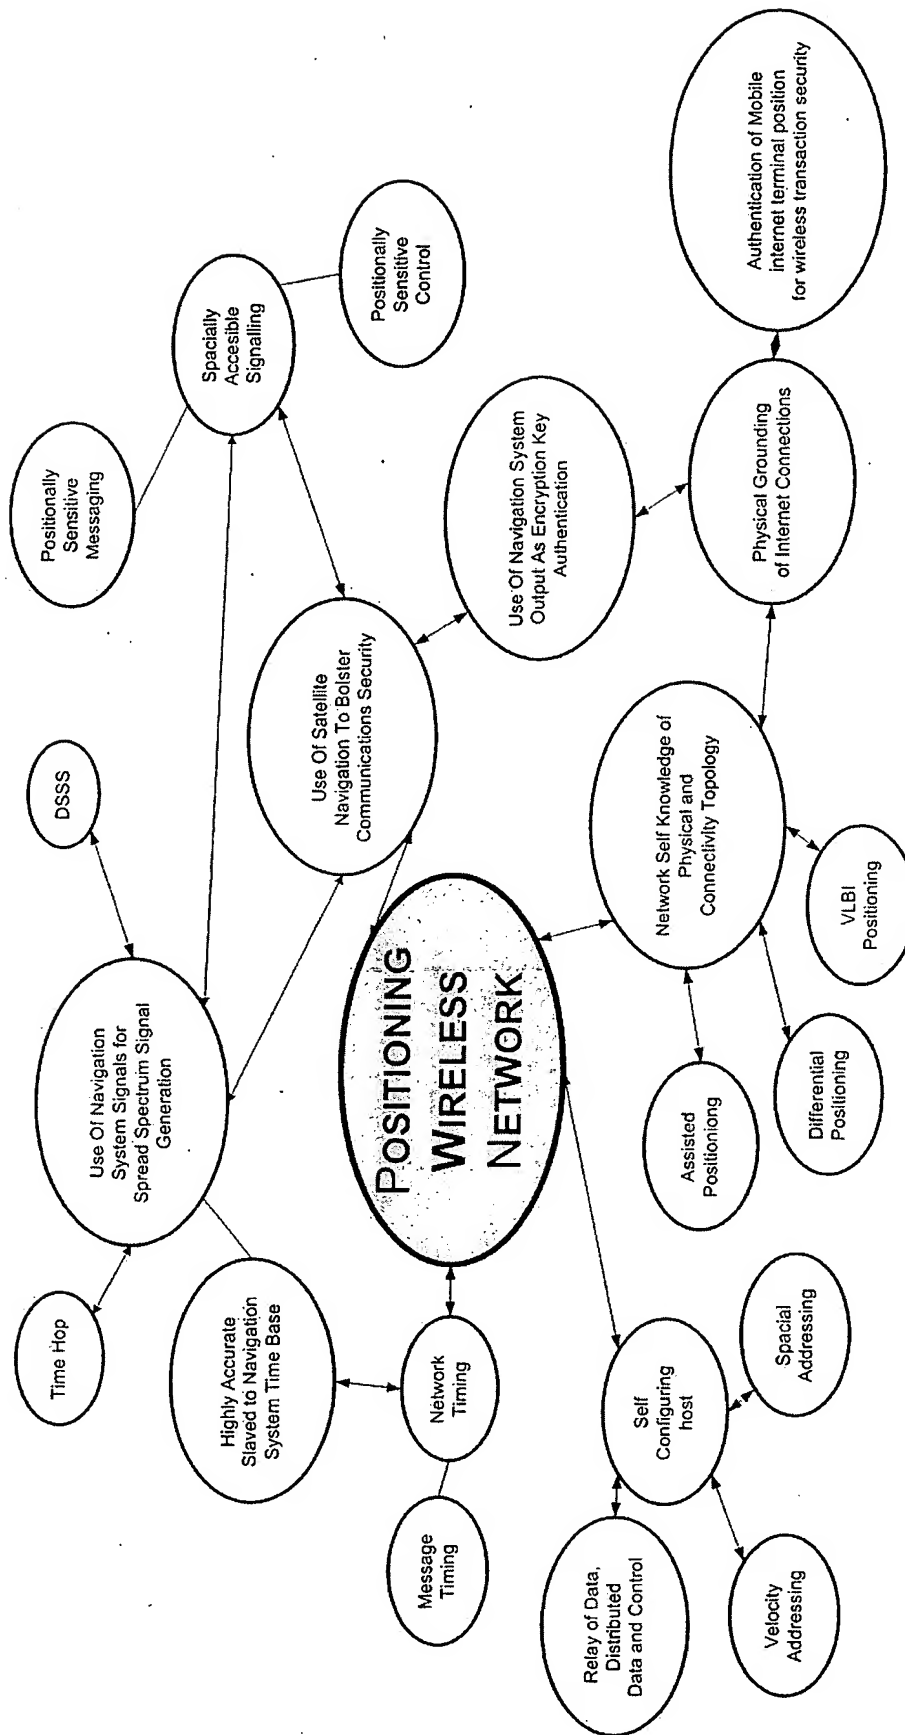 Time Hop
DSSS
Positionally
Sensitive
Messaging
Use Of Navigation
System Signals for
Spread Spectrum Signal
Generation
Spacially
Accesible
Signalling
Highly Accurate
Slaved to Navigation
System Time Base
Use Of Satellite
Navigation To Bolster
Communications Security
Positionally
Sensitive
Control
Message
Timing
Network
Timing
POSITIONING
WIRELESS
NETWORK
Use Of Navigation System
Output As Encryption Key
Authentication
Relay of Data,
Distributed
Data and Control
Self
Configuring
host
Network Self Knowledge of
Physical and
Connectivity Topology
Physical Grounding
of Internet Connections
Authentication of Mobile
internet terminal position
for wireless transaction security
Assisted
Positioniong
Velocity
Addressing
Spacial
Addressing
Differential
Positioning
VLBI
Positioning